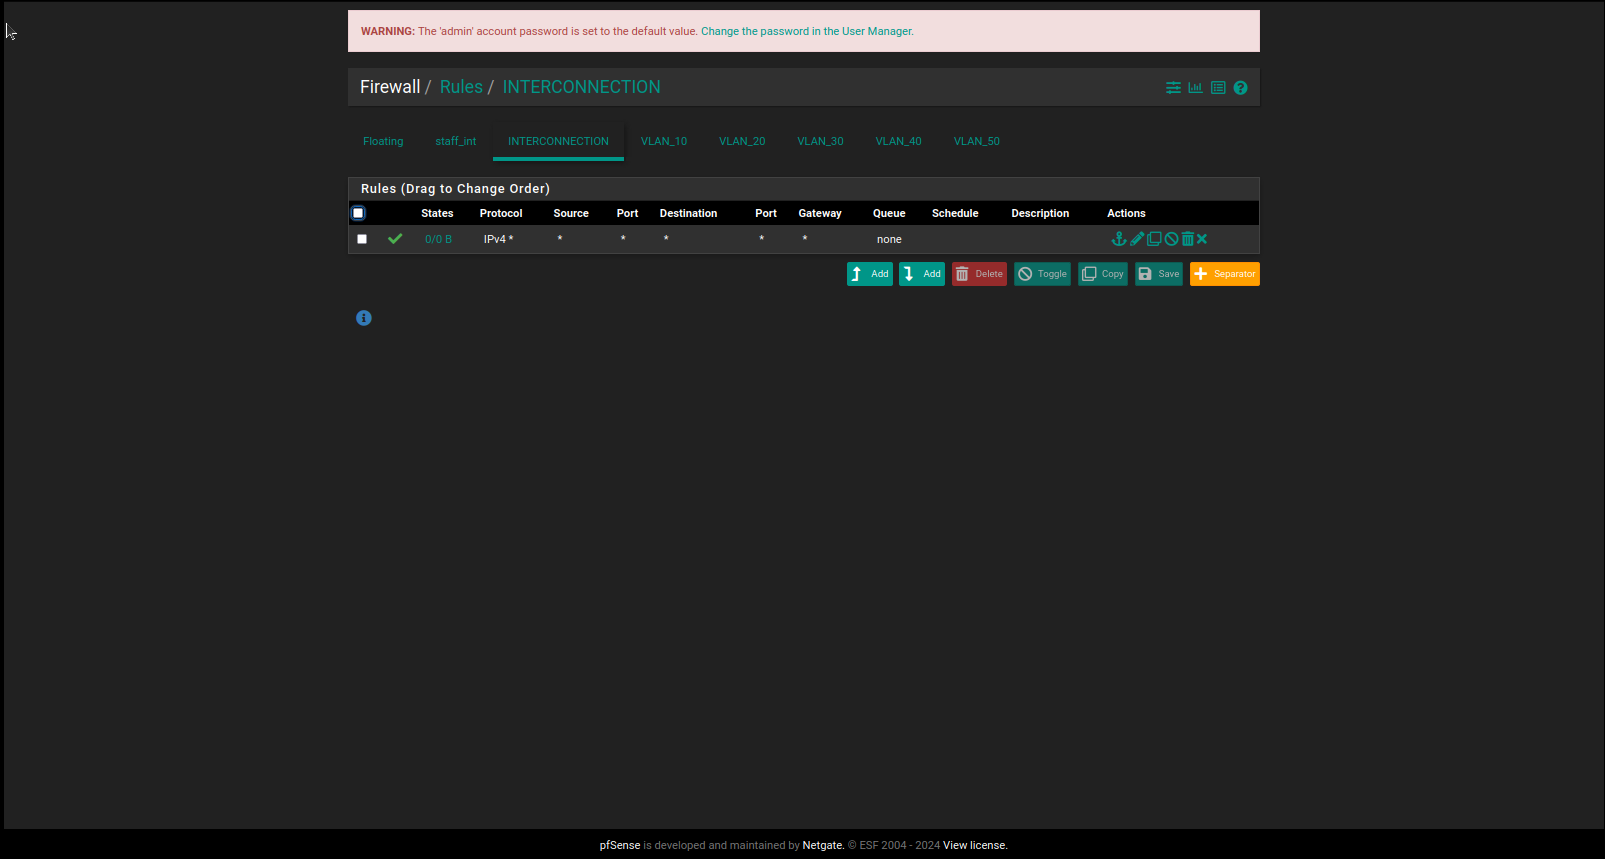 WARNING: The 'admin' account password is set to the default value. Change the password in the User Manager.
Firewall / Rules / INTERCONNECTION
Floating staff_int INTERCONNECTION VLAN_10 VLAN_20 VLAN_30 VLAN_40 VLAN_50
Rules (Drag to Change Order)
States Protocol Source Port Destination Port Gateway Queue Schedule Description Actions
0/0 B IPv4 * * * * * * none
Add Add Delete Toggle Copy Save Separator
pfSense is developed and maintained by Netgate. © ESF 2004 - 2024 View license.